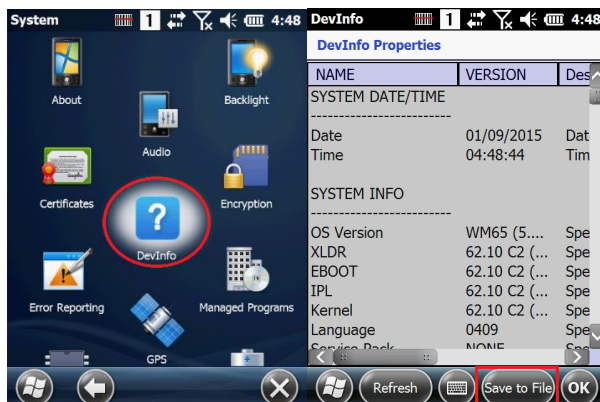 System 1 4:48
About
Backlight
Audio
Certificates
Encryption
DevInfo
Error Reporting
Managed Programs
GPS
DevInfo 1 4:48
DevInfo Properties
NAME VERSION Des
SYSTEM DATE/TIME
------------------------
Date 01/09/2015 Dat
Time 04:48:44 Tim
SYSTEM INFO
------------------------
OS Version WM65 (5.... Spe
XLDR 62.10 C2 (... Spe
EBOOT 62.10 C2 (... Spe
IPL 62.10 C2 (... Spe
Kernel 62.10 C2 (... Spe
Language 0409 Spe
Service Pack NONE Spe
Refresh Save to File OK